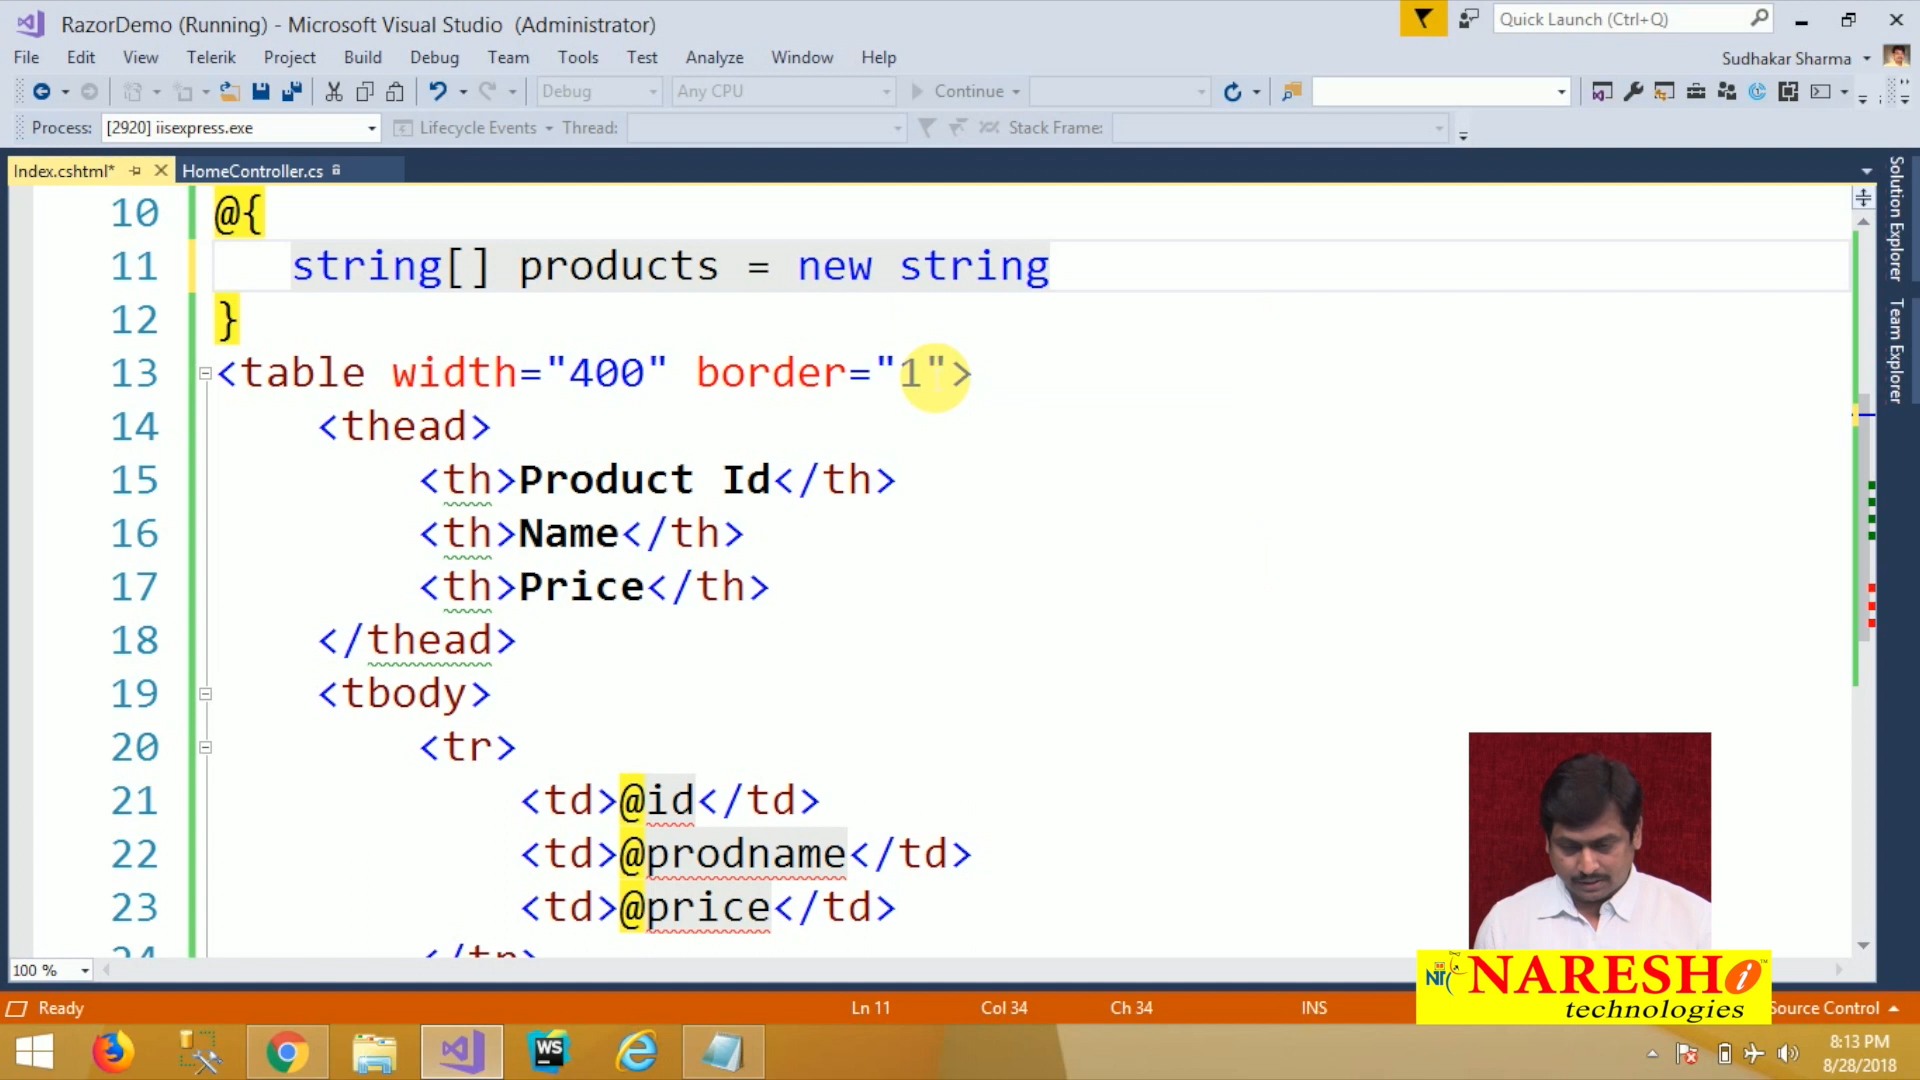 RazorDemo (Running) - Microsoft Visual Studio (Administrator)
Quick Launch (Ctrl+Q)
File Edit View Telerik Project Build Debug Team Tools Test Analyze Window Help
Sudhakar Sharma
Debug Any CPU Continue
Process: [2920] iisexpress.exe Lifecycle Events Thread: Stack Frame:
Index.cshtml* HomeController.cs
Solution Explorer
Team Explorer
10 @{
11 string[] products = new string
12 }
13 <table width="400" border="1">
14 <thead>
15 <th>Product Id</th>
16 <th>Name</th>
17 <th>Price</th>
18 </thead>
19 <tbody>
20 <tr>
21 <td>@id</td>
22 <td>@prodname</td>
23 <td>@price</td>
24 </tr>
100 %
NT
NARESH i
technologies
Ready Ln 11 Col 34 Ch 34 INS Source Control
WS
8:13 PM
8/28/2018